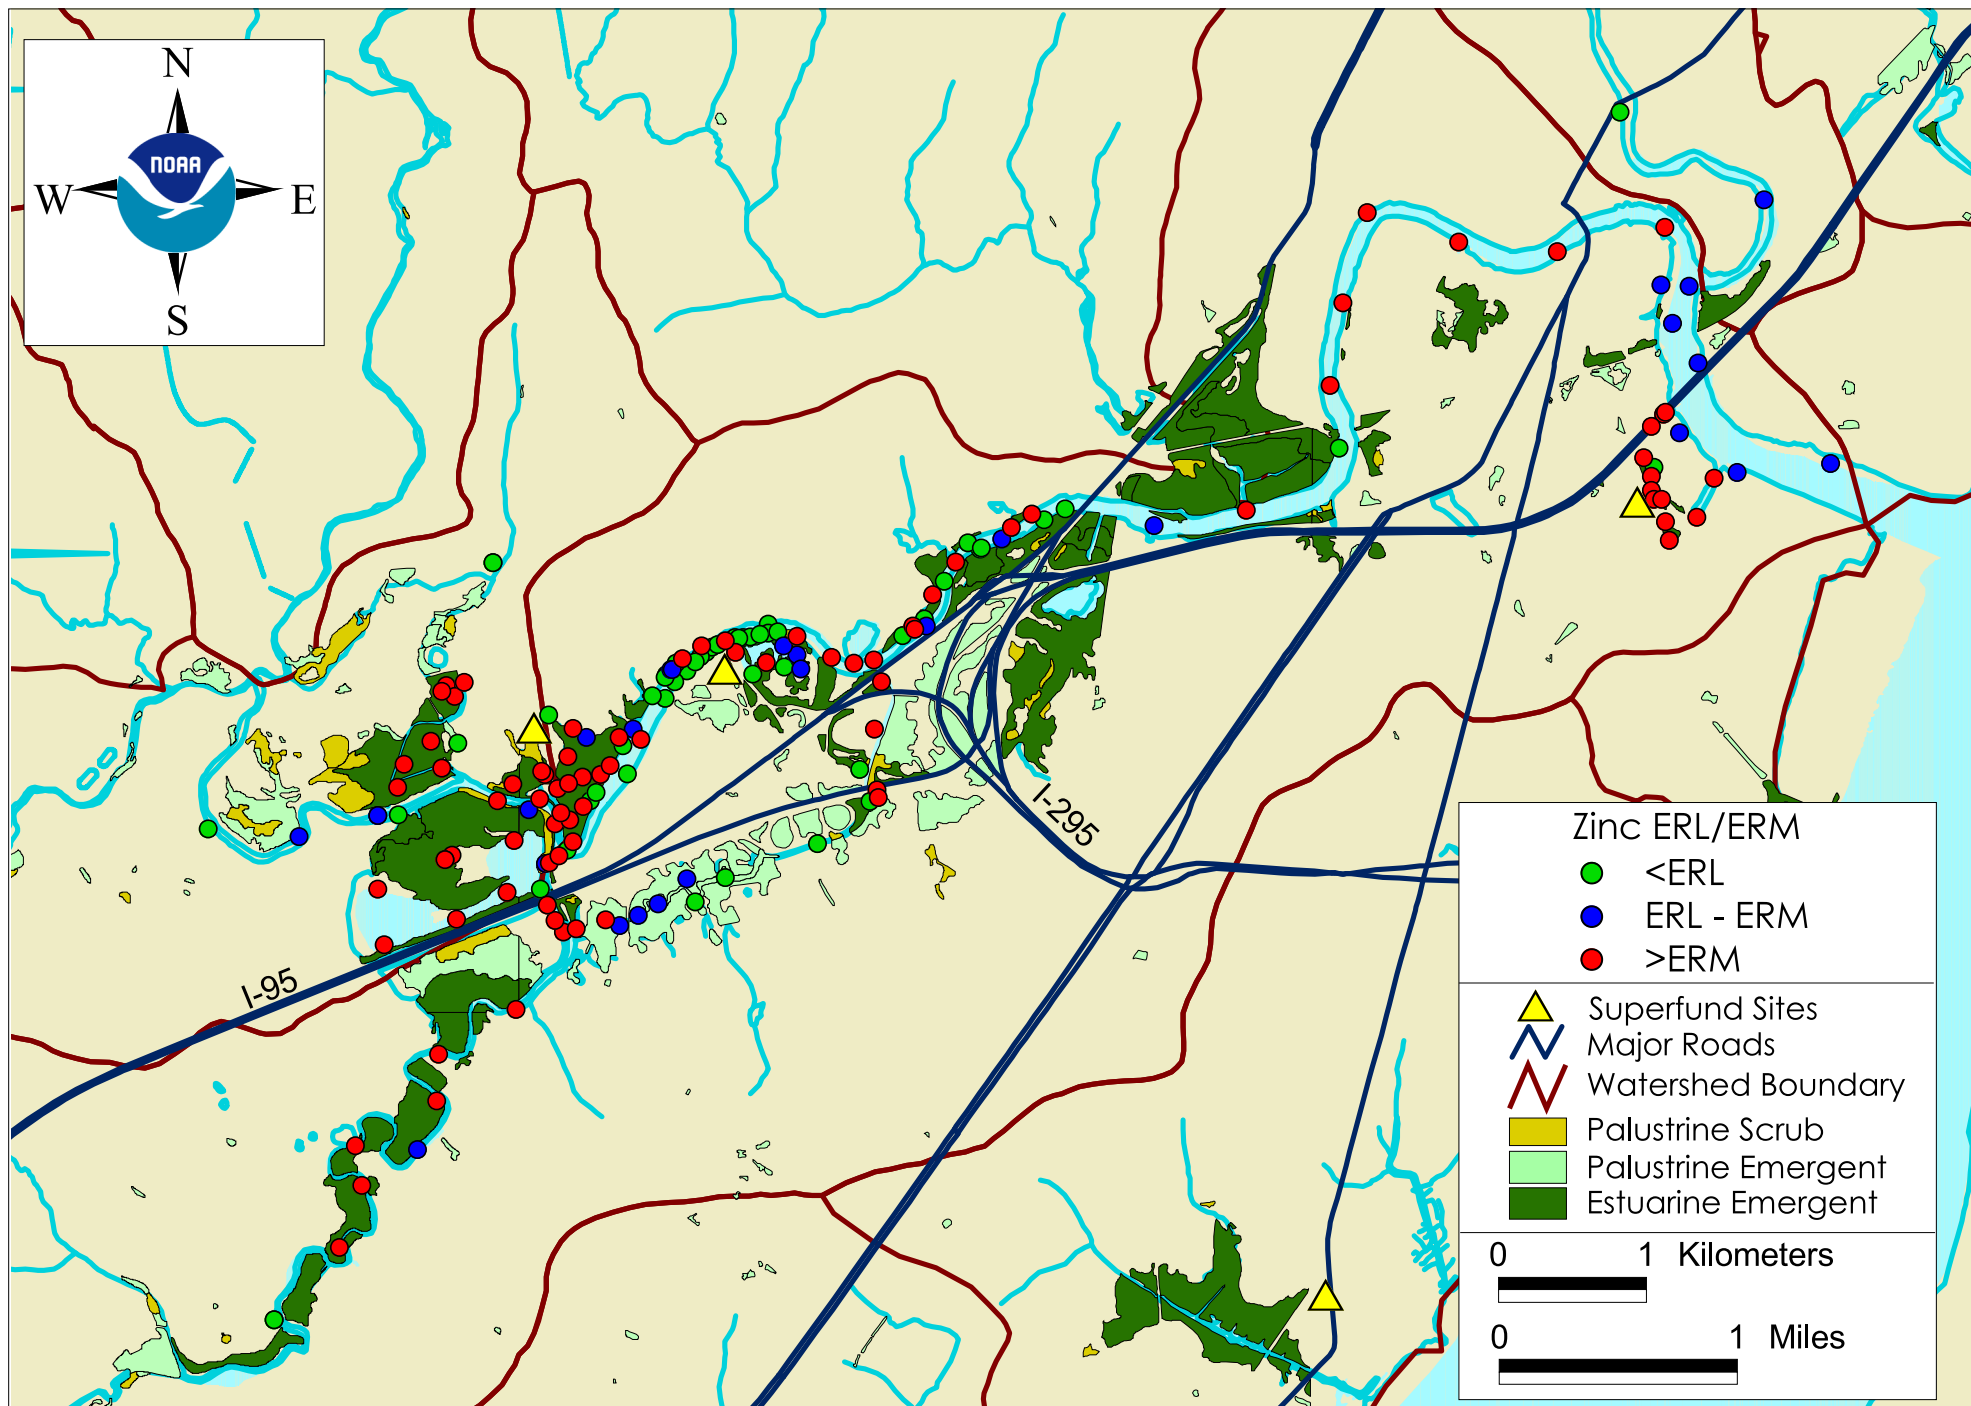 N
NOAA
W
E
S
I-295
I-95
Zinc ERL/ERM
<ERL
ERL - ERM
>ERM
Superfund Sites
Major Roads
Watershed Boundary
Palustrine Scrub
Palustrine Emergent
Estuarine Emergent
0 1 Kilometers
0 1 Miles